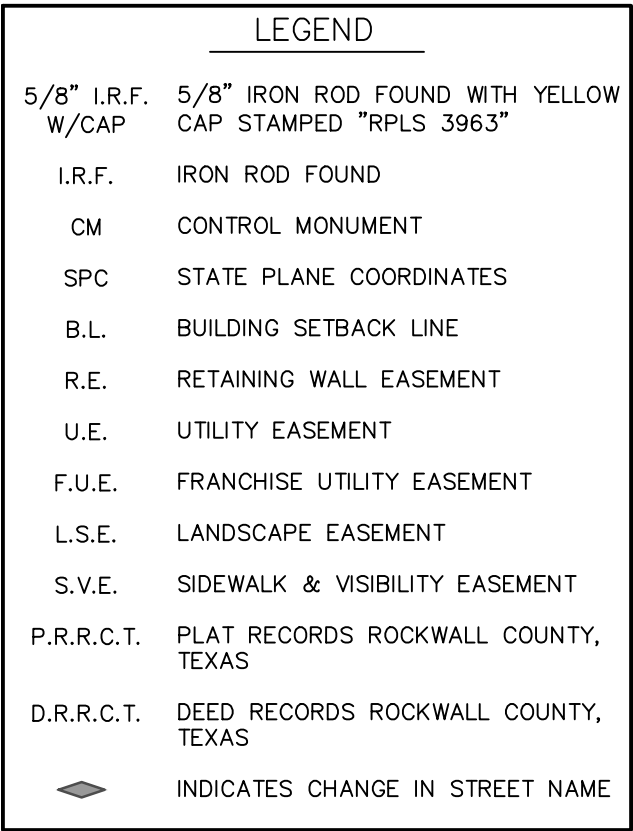 LEGEND
5/8" I.R.F. 5/8" IRON ROD FOUND WITH YELLOW
W/CAP CAP STAMPED "RPLS 3963"
I.R.F. IRON ROD FOUND
CM CONTROL MONUMENT
SPC STATE PLANE COORDINATES
B.L. BUILDING SETBACK LINE
R.E. RETAINING WALL EASEMENT
U.E. UTILITY EASEMENT
F.U.E. FRANCHISE UTILITY EASEMENT
L.S.E. LANDSCAPE EASEMENT
S.V.E. SIDEWALK & VISIBILITY EASEMENT
P.R.R.C.T. PLAT RECORDS ROCKWALL COUNTY,
TEXAS
D.R.R.C.T. DEED RECORDS ROCKWALL COUNTY,
TEXAS
INDICATES CHANGE IN STREET NAME